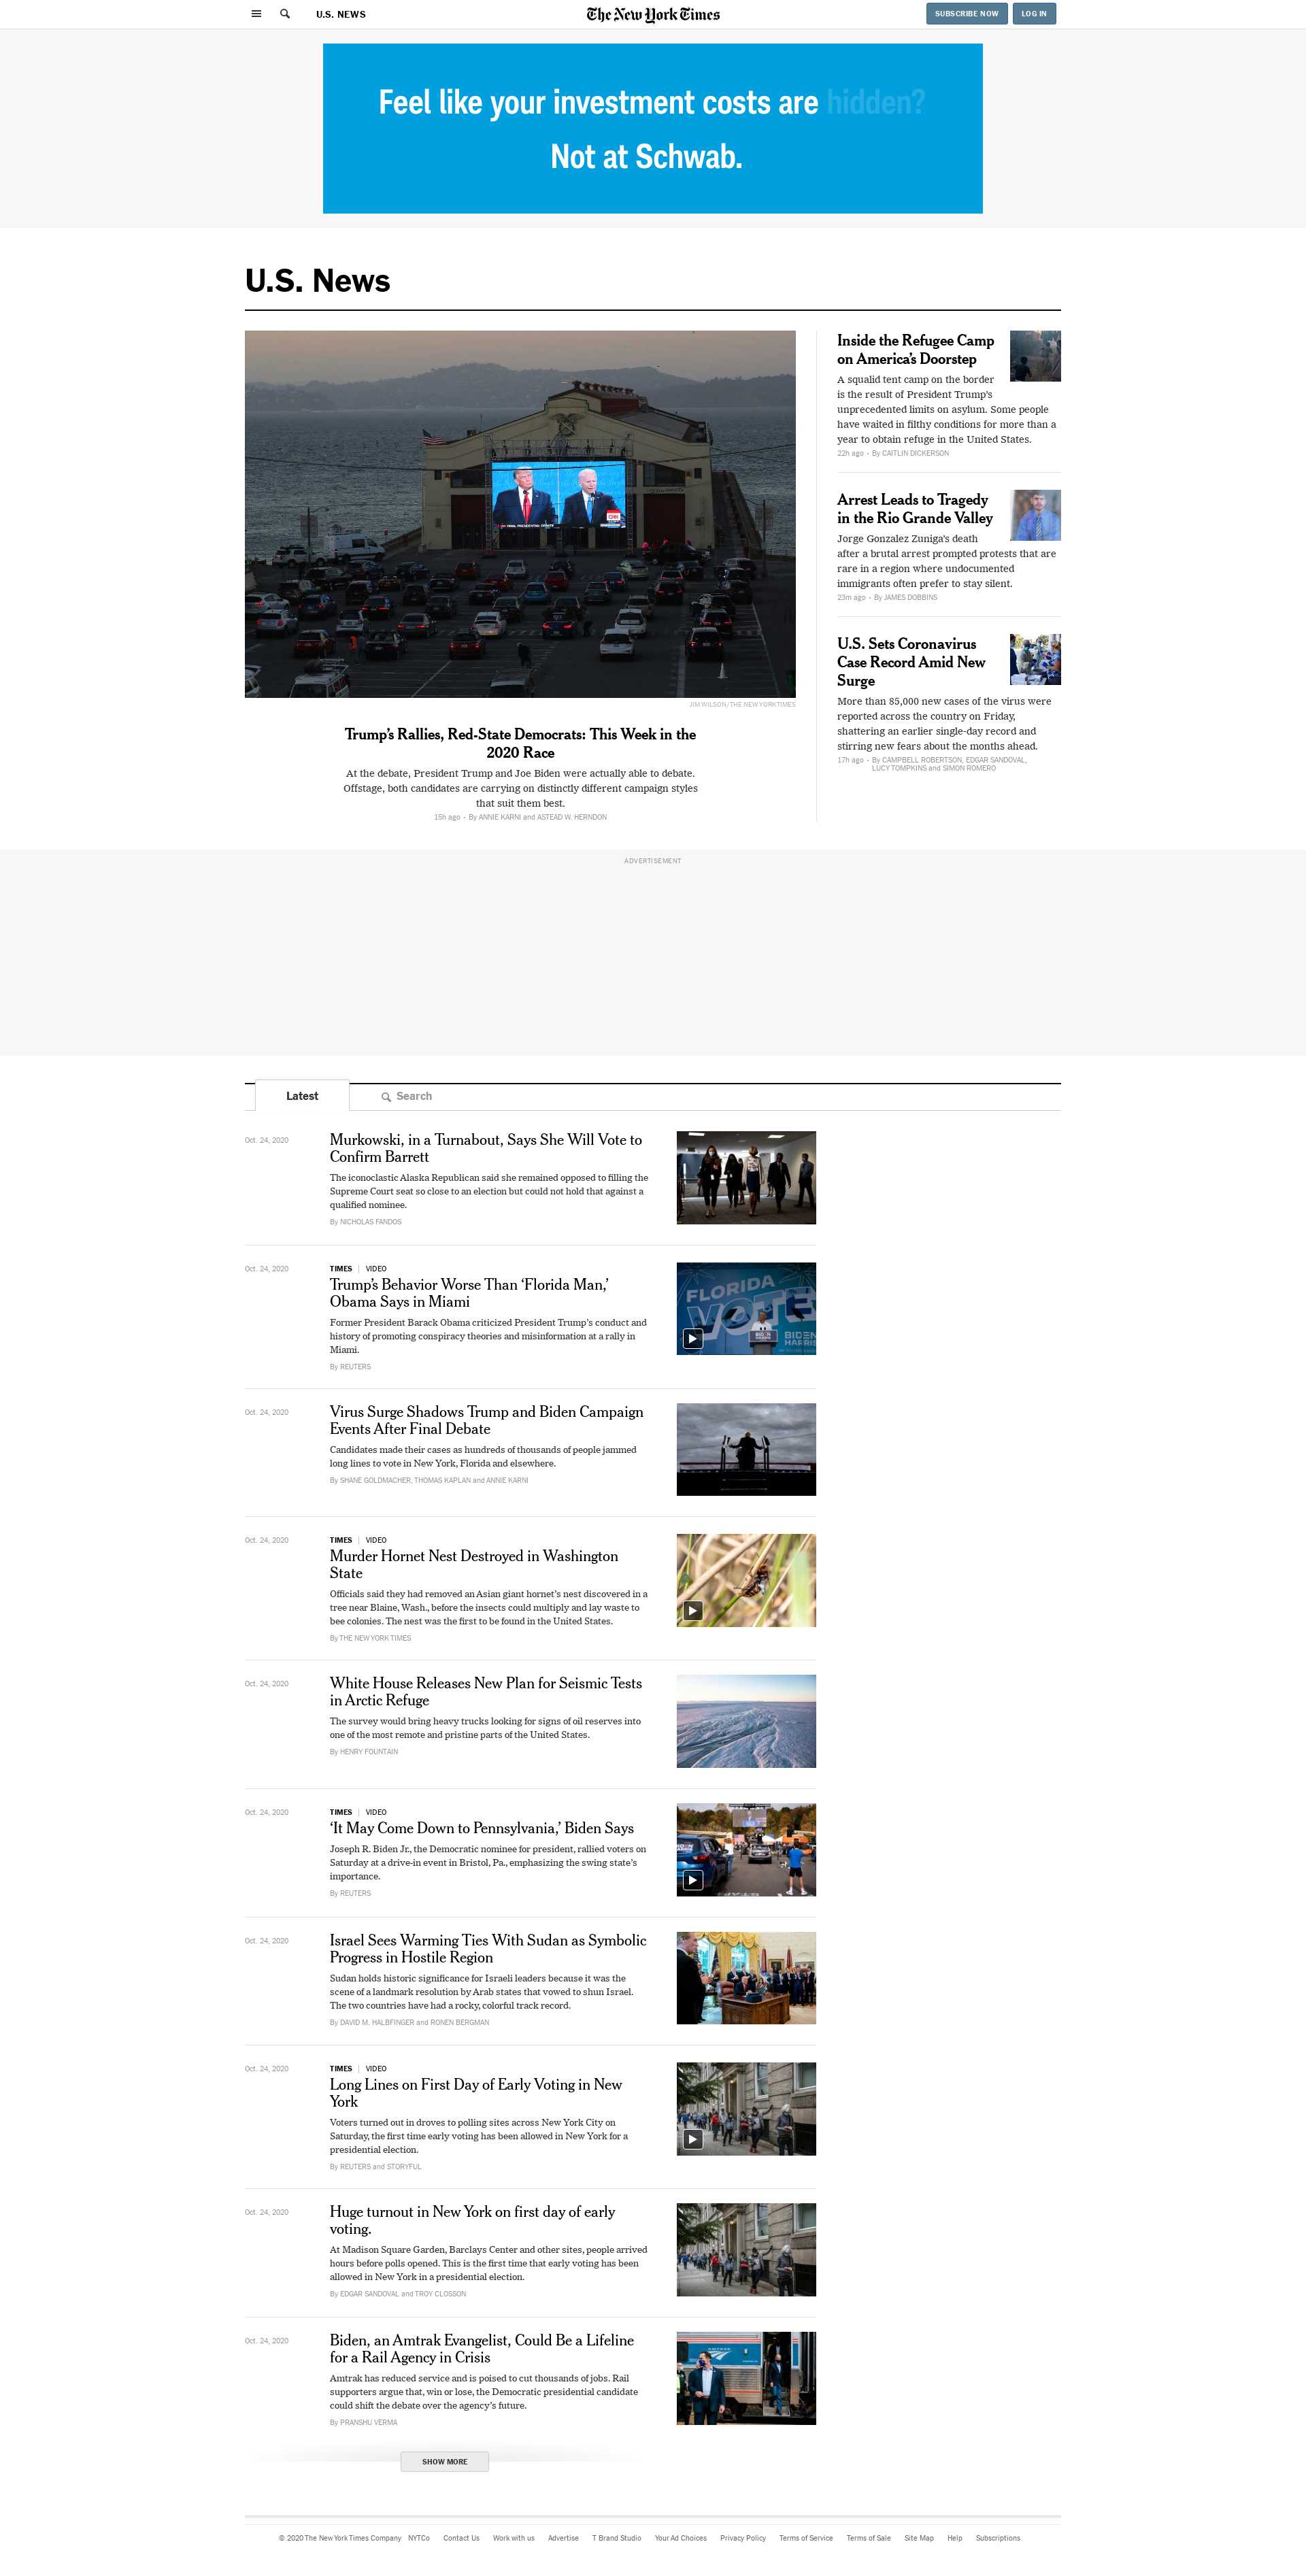 U.S. NEWS
The New York Times
SUBSCRIBE NOW
LOG IN
Feel like your investment costs are hidden?
Not at Schwab.
U.S. News
FINAL PRESIDENTIAL DEBATE
CNN
JIM WILSON/THE NEW YORK TIMES
Trump’s Rallies, Red-State Democrats: This Week in the
2020 Race
At the debate, President Trump and Joe Biden were actually able to debate.
Offstage, both candidates are carrying on distinctly different campaign styles
that suit them best.
15h ago • By ANNIE KARNI and ASTEAD W. HERNDON
Inside the Refugee Camp
on America’s Doorstep
A squalid tent camp on the border
is the result of President Trump’s
unprecedented limits on asylum. Some people
have waited in filthy conditions for more than a
year to obtain refuge in the United States.
22h ago • By CAITLIN DICKERSON
Arrest Leads to Tragedy
in the Rio Grande Valley
Jorge Gonzalez Zuniga’s death
after a brutal arrest prompted protests that are
rare in a region where undocumented
immigrants often prefer to stay silent.
23m ago • By JAMES DOBBINS
U.S. Sets Coronavirus
Case Record Amid New
Surge
More than 85,000 new cases of the virus were
reported across the country on Friday,
shattering an earlier single-day record and
stirring new fears about the months ahead.
17h ago • By CAMPBELL ROBERTSON, EDGAR SANDOVAL,
LUCY TOMPKINS and SIMON ROMERO
ADVERTISEMENT
Latest
Search
Oct. 24, 2020
Murkowski, in a Turnabout, Says She Will Vote to
Confirm Barrett
The iconoclastic Alaska Republican said she remained opposed to filling the
Supreme Court seat so close to an election but could not hold that against a
qualified nominee.
By NICHOLAS FANDOS
Oct. 24, 2020
TIMES | VIDEO
Trump’s Behavior Worse Than ‘Florida Man,’
Obama Says in Miami
Former President Barack Obama criticized President Trump’s conduct and
history of promoting conspiracy theories and misinformation at a rally in
Miami.
By REUTERS
FLORIDA
VOTE
BIDEN
HARRIS
Oct. 24, 2020
Virus Surge Shadows Trump and Biden Campaign
Events After Final Debate
Candidates made their cases as hundreds of thousands of people jammed
long lines to vote in New York, Florida and elsewhere.
By SHANE GOLDMACHER, THOMAS KAPLAN and ANNIE KARNI
Oct. 24, 2020
TIMES | VIDEO
Murder Hornet Nest Destroyed in Washington
State
Officials said they had removed an Asian giant hornet’s nest discovered in a
tree near Blaine, Wash., before the insects could multiply and lay waste to
bee colonies. The nest was the first to be found in the United States.
By THE NEW YORK TIMES
Oct. 24, 2020
White House Releases New Plan for Seismic Tests
in Arctic Refuge
The survey would bring heavy trucks looking for signs of oil reserves into
one of the most remote and pristine parts of the United States.
By HENRY FOUNTAIN
Oct. 24, 2020
TIMES | VIDEO
‘It May Come Down to Pennsylvania,’ Biden Says
Joseph R. Biden Jr., the Democratic nominee for president, rallied voters on
Saturday at a drive-in event in Bristol, Pa., emphasizing the swing state’s
importance.
By REUTERS
Oct. 24, 2020
Israel Sees Warming Ties With Sudan as Symbolic
Progress in Hostile Region
Sudan holds historic significance for Israeli leaders because it was the
scene of a landmark resolution by Arab states that vowed to shun Israel.
The two countries have had a rocky, colorful track record.
By DAVID M. HALBFINGER and RONEN BERGMAN
Oct. 24, 2020
TIMES | VIDEO
Long Lines on First Day of Early Voting in New
York
Voters turned out in droves to polling sites across New York City on
Saturday, the first time early voting has been allowed in New York for a
presidential election.
By REUTERS and STORYFUL
Oct. 24, 2020
Huge turnout in New York on first day of early
voting.
At Madison Square Garden, Barclays Center and other sites, people arrived
hours before polls opened. This is the first time that early voting has been
allowed in New York in a presidential election.
By EDGAR SANDOVAL and TROY CLOSSON
Oct. 24, 2020
Biden, an Amtrak Evangelist, Could Be a Lifeline
for a Rail Agency in Crisis
Amtrak has reduced service and is poised to cut thousands of jobs. Rail
supporters argue that, win or lose, the Democratic presidential candidate
could shift the debate over the agency’s future.
By PRANSHU VERMA
AMTRAK
SHOW MORE
© 2020 The New York Times Company NYTCo Contact Us Work with us Advertise T Brand Studio Your Ad Choices Privacy Policy Terms of Service Terms of Sale Site Map Help Subscriptions